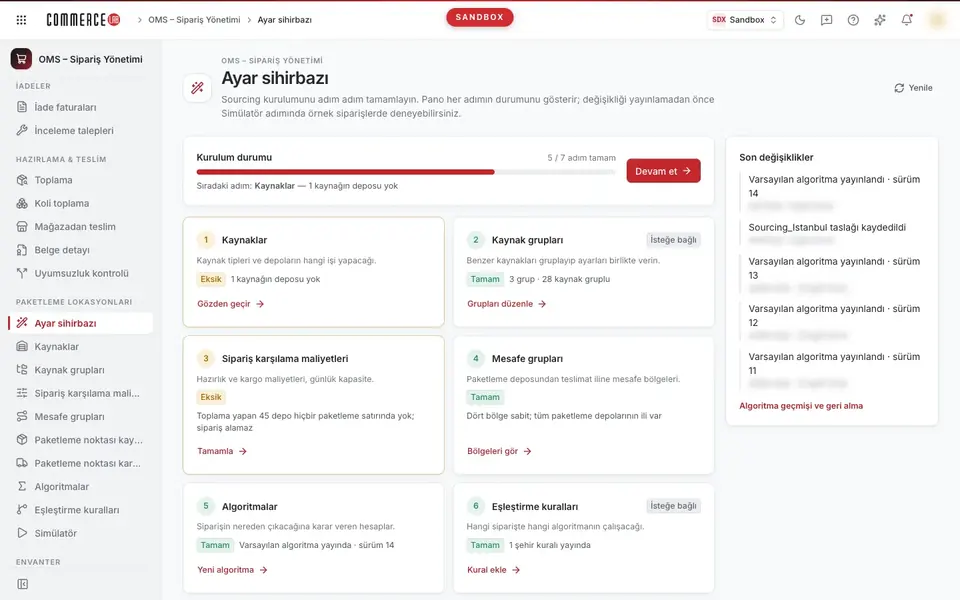 COMMERCE
OMS – Sipariş Yönetimi
Ayar sihirbazı
SANDBOX
SDX Sandbox
OMS – Sipariş Yönetimi
İADELER
İade faturaları
İnceleme talepleri
HAZIRLAMA & TESLİM
Toplama
Koli toplama
Mağazadan teslim
Belge detayı
Uyumsuzluk kontrolü
PAKETLEME LOKASYONLARI
Ayar sihirbazı
Kaynaklar
Kaynak grupları
Sipariş karşılama mali...
Mesafe grupları
Paketleme noktası kay...
Paketleme noktası kar...
Algoritmalar
Eşleştirme kuralları
Simülatör
ENVANTER
OMS – SİPARİŞ YÖNETİMİ
Ayar sihirbazı
Sourcing kurulumunu adım adım tamamlayın. Pano her adımın durumunu gösterir; değişikliği yayınlamadan önce
Simülatör adımında örnek siparişlerde deneyebilirsiniz.
Yenile
Kurulum durumu
5 / 7 adım tamam
Sıradaki adım: Kaynaklar — 1 kaynağın deposu yok
Devam et
1 Kaynaklar
Kaynak tipleri ve depoların hangi işi yapacağı.
Eksik 1 kaynağın deposu yok
Gözden geçir
2 Kaynak grupları İsteğe bağlı
Benzer kaynakları gruplayıp ayarları birlikte verin.
Tamam 3 grup · 28 kaynak gruplu
Grupları düzenle
3 Sipariş karşılama maliyetleri
Hazırlık ve kargo maliyetleri, günlük kapasite.
Eksik
Toplama yapan 45 depo hiçbir paketleme satırında yok;
sipariş alamaz
Tamamla
4 Mesafe grupları
Paketleme deposundan teslimat iline mesafe bölgeleri.
Tamam
Dört bölge sabit; tüm paketleme depolarının ili var
Bölgeleri gör
5 Algoritmalar
Siparişin nereden çıkacağına karar veren hesaplar.
Tamam Varsayılan algoritma yayında · sürüm 14
Yeni algoritma
6 Eşleştirme kuralları İsteğe bağlı
Hangi siparişte hangi algoritmanın çalışacağı.
Tamam 1 şehir kuralı yayında
Kural ekle
Son değişiklikler
Varsayılan algoritma yayınlandı · sürüm
14
Sourcing_Istanbul taslağı kaydedildi
Varsayılan algoritma yayınlandı · sürüm
13
Varsayılan algoritma yayınlandı · sürüm
12
Varsayılan algoritma yayınlandı · sürüm
11
Algoritma geçmişi ve geri alma